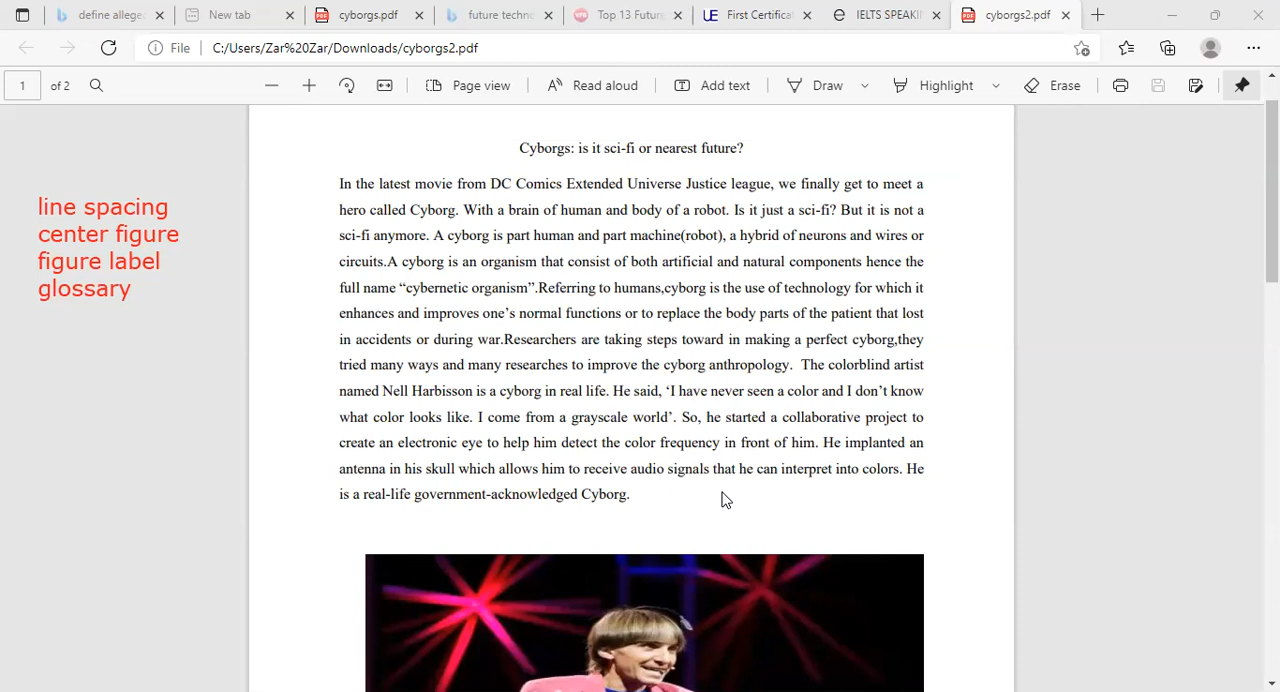 define allege
New tab
cyborgs.pdf
future techn
Top 13 Futur
First Certifica
IELTS SPEAKI
cyborgs2.pdf
File
C:/Users/Zar%20Zar/Downloads/cyborgs2.pdf
1 of 2
Page view
Read aloud
Add text
Draw
Highlight
Erase
line spacing
center figure
figure label
glossary
Cyborgs: is it sci-fi or nearest future?
In the latest movie from DC Comics Extended Universe Justice league, we finally get to meet a
hero called Cyborg. With a brain of human and body of a robot. Is it just a sci-fi? But it is not a
sci-fi anymore. A cyborg is part human and part machine(robot), a hybrid of neurons and wires or
circuits.A cyborg is an organism that consist of both artificial and natural components hence the
full name “cybernetic organism”.Referring to humans,cyborg is the use of technology for which it
enhances and improves one’s normal functions or to replace the body parts of the patient that lost
in accidents or during war.Researchers are taking steps toward in making a perfect cyborg,they
tried many ways and many researches to improve the cyborg anthropology.  The colorblind artist
named Nell Harbisson is a cyborg in real life. He said, ‘I have never seen a color and I don’t know
what color looks like. I come from a grayscale world’. So, he started a collaborative project to
create an electronic eye to help him detect the color frequency in front of him. He implanted an
antenna in his skull which allows him to receive audio signals that he can interpret into colors. He
is a real-life government-acknowledged Cyborg.